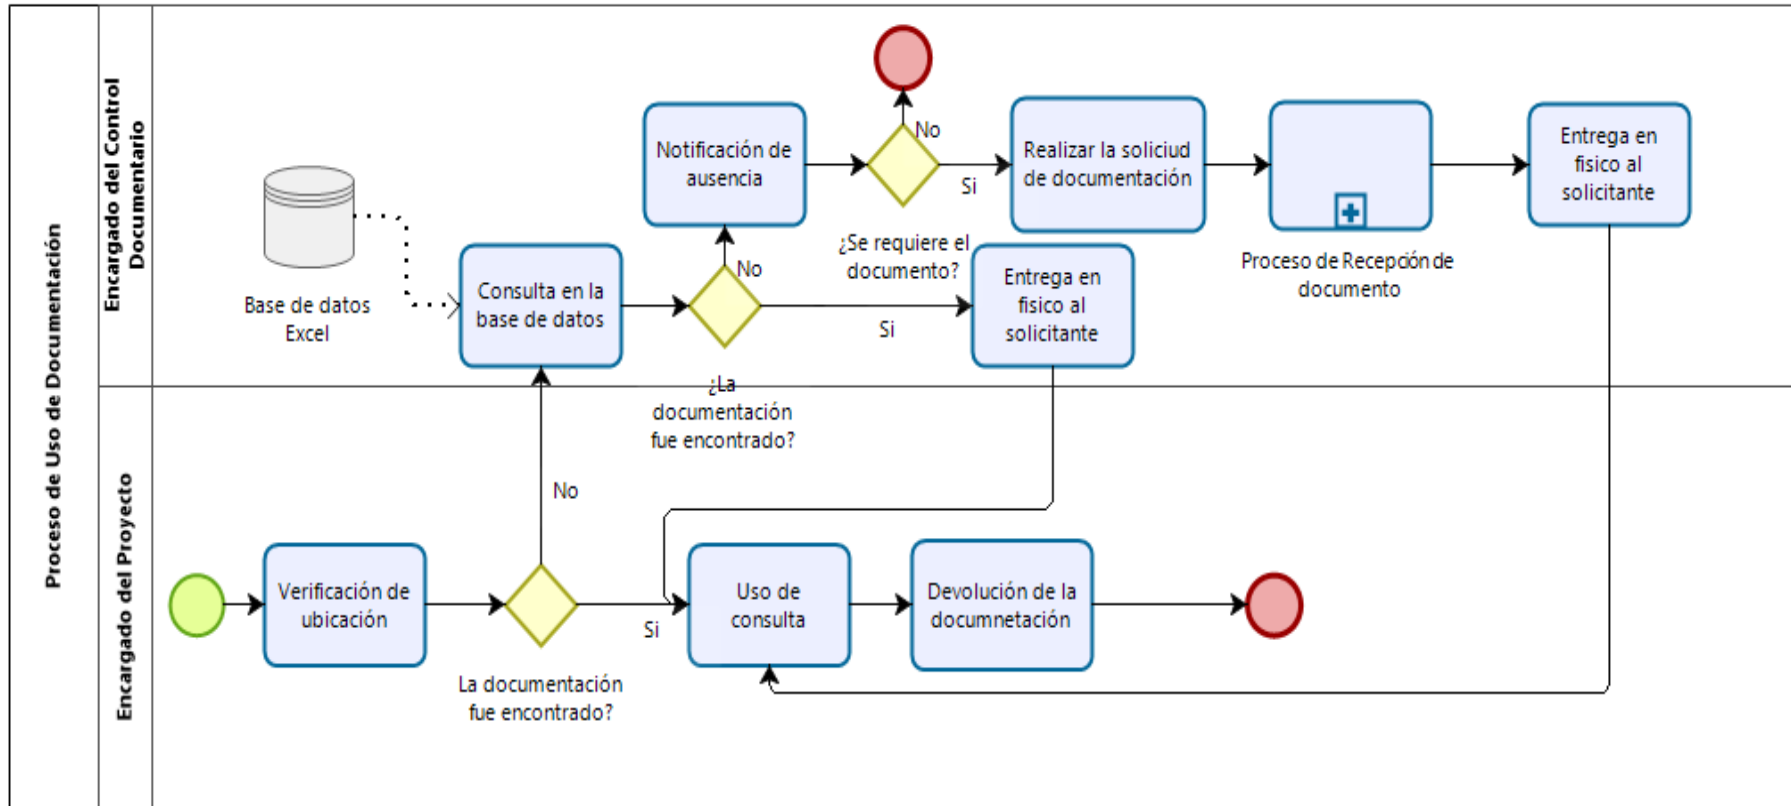 Proceso de Uso de Documentación
Encargado del Control
Documentario
Base de datos
Excel
Consulta en la
base de datos
Notificación de
ausencia
No
¿La
documentación
fue encontrado?
Si
No
¿Se requiere el
documento?
Si
Realizar la soliciud
de documentación
Proceso de Recepción de
documento
Entrega en
fisico al
solicitante
Entrega en
fisico al
solicitante
Encargado del Proyecto
Verificación de
ubicación
No
La documentación
fue encontrado?
Si
Uso de
consulta
Devolución de la
documnetación